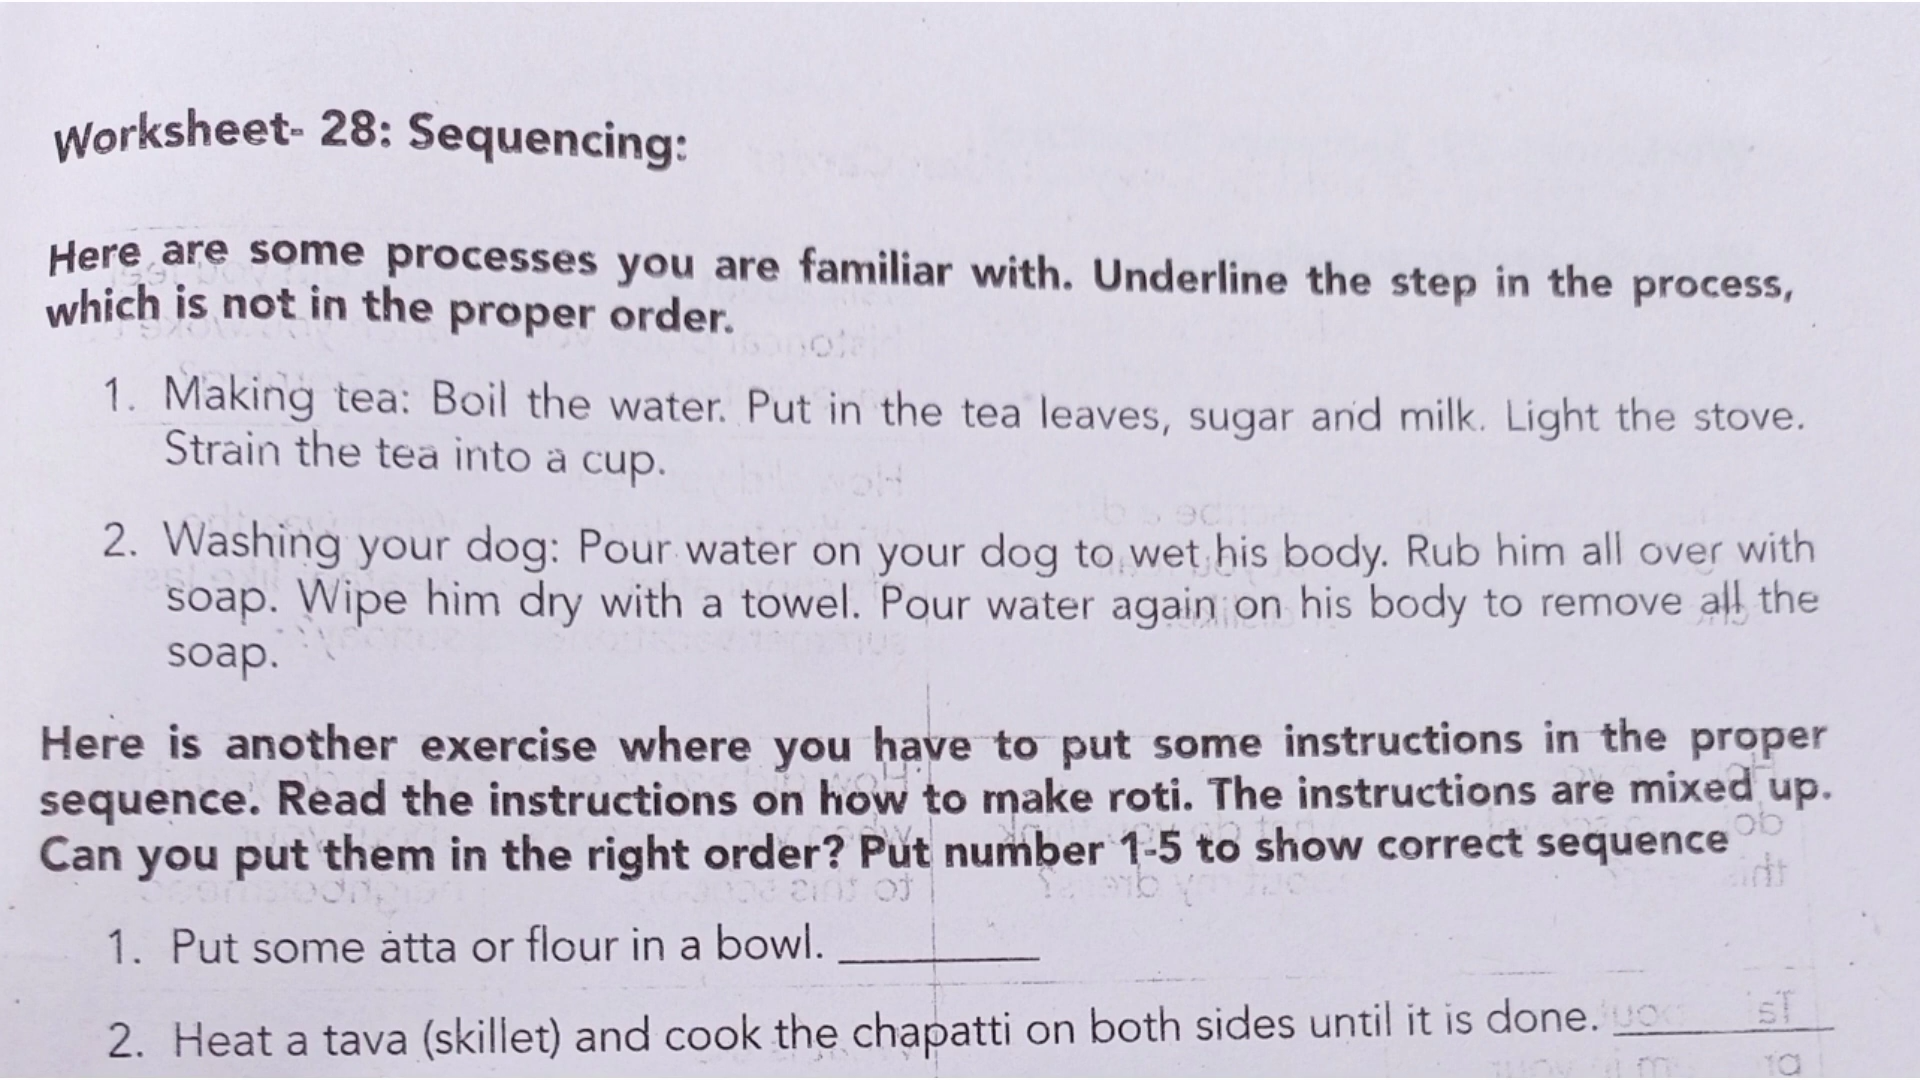 Worksheet- 28: Sequencing:
Here are some processes you are familiar with. Underline the step in the process,
which is not in the proper order.
1. Making tea: Boil the water. Put in the tea leaves, sugar and milk. Light the stove.
Strain the tea into a cup.
2. Washing your dog: Pour water on your dog to wet his body. Rub him all over with
soap. Wipe him dry with a towel. Pour water again on his body to remove all the
soap.
Here is another exercise where you have to put some instructions in the proper
sequence. Read the instructions on how to make roti. The instructions are mixed up.
Can you put them in the right order? Put number 1-5 to show correct sequence
1. Put some atta or flour in a bowl. __________
2. Heat a tava (skillet) and cook the chapatti on both sides until it is done. __________